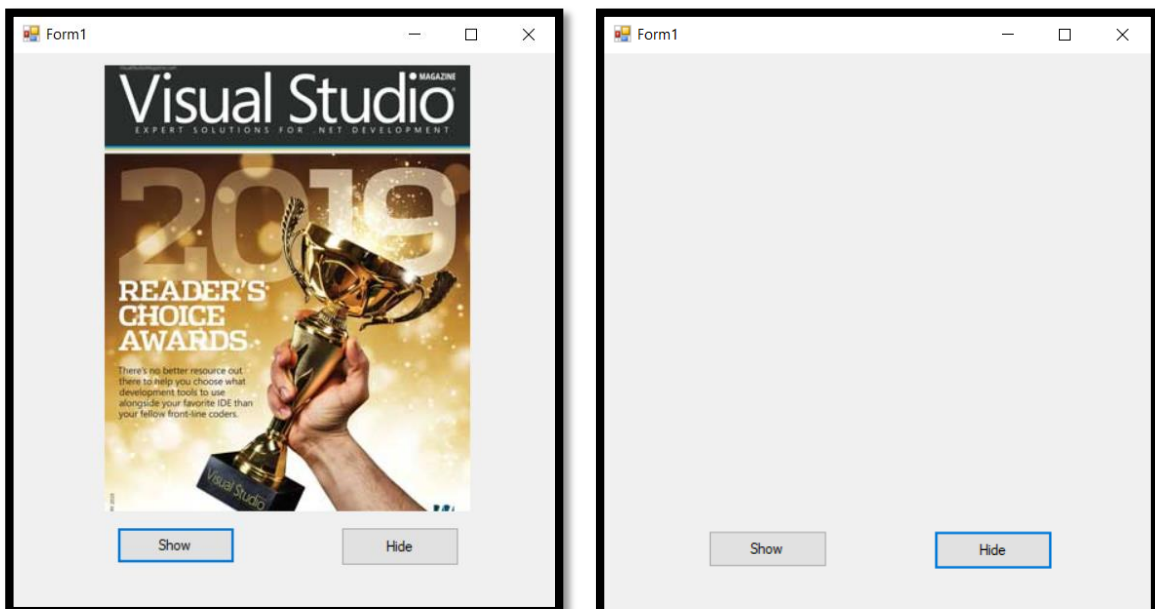 Form1
visualstudiomagazine.com
MAGAZINE
Visual Studio
EXPERT SOLUTIONS FOR .NET DEVELOPMENT
2019
READER'S
CHOICE
AWARDS
There's no better resource out
there to help you choose what
development tools to use
alongside your favorite IDE than
your fellow front-line coders.
Visual Studio
Show
Hide
Form1
Show
Hide